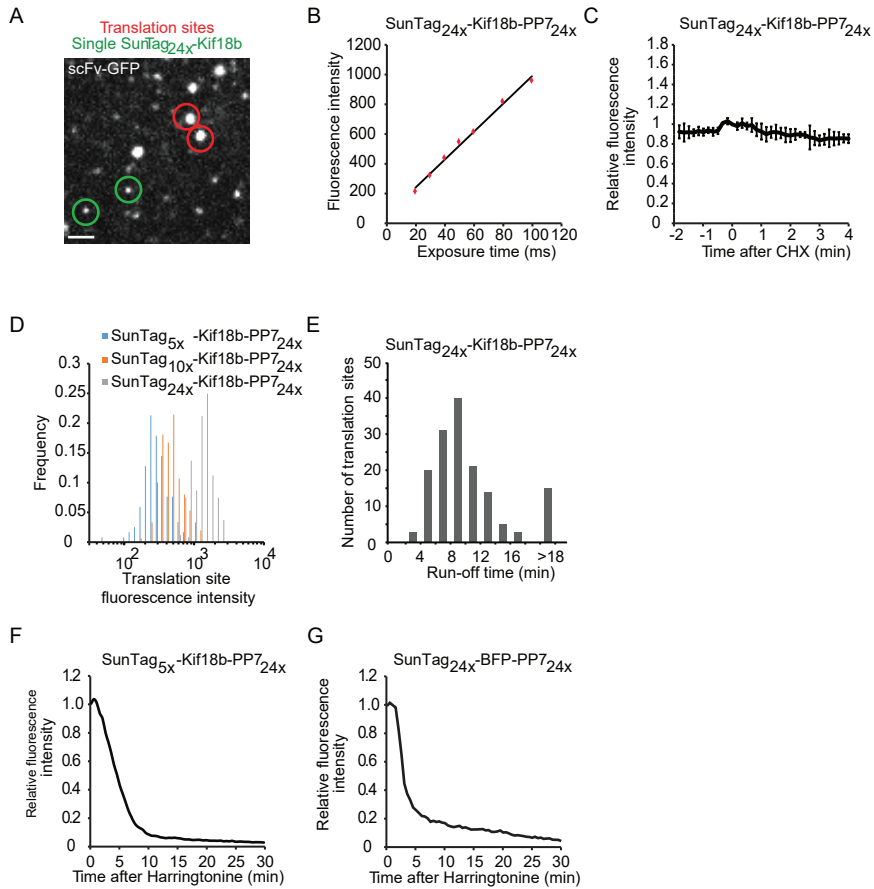 A
Translation sites
Single SunTag24x-Kif18b
scFv-GFP
B
SunTag24x-Kif18b-PP724x
Fluorescence intensity
1200
1000
800
600
400
200
0
0 20 40 60 80 100 120
Exposure time (ms)
C
SunTag24x-Kif18b-PP724x
Relative fluorescence
intensity
1.8
1.6
1.4
1.2
1
0.8
0.6
0.4
0.2
0
-2 -1 0 1 2 3 4
Time after CHX (min)
D
SunTag5x -Kif18b-PP724x
SunTag10x-Kif18b-PP724x
SunTag24x-Kif18b-PP724x
Frequency
0.3
0.25
0.2
0.15
0.1
0.05
0
10^2 10^3 10^4
Translation site
fluorescence intensity
E
SunTag24x-Kif18b-PP724x
Number of translation sites
50
40
30
20
10
0
0 4 8 12 16 >18
Run-off time (min)
F
SunTag5x-Kif18b-PP724x
Relative fluorescence
intensity
1.2
1.0
0.8
0.6
0.4
0.2
0
0 5 10 15 20 25 30
Time after Harringtonine (min)
G
SunTag24x-BFP-PP724x
Relative fluorescence
intensity
1.2
1.0
0.8
0.6
0.4
0.2
0
0 5 10 15 20 25 30
Time after Harringtonine (min)